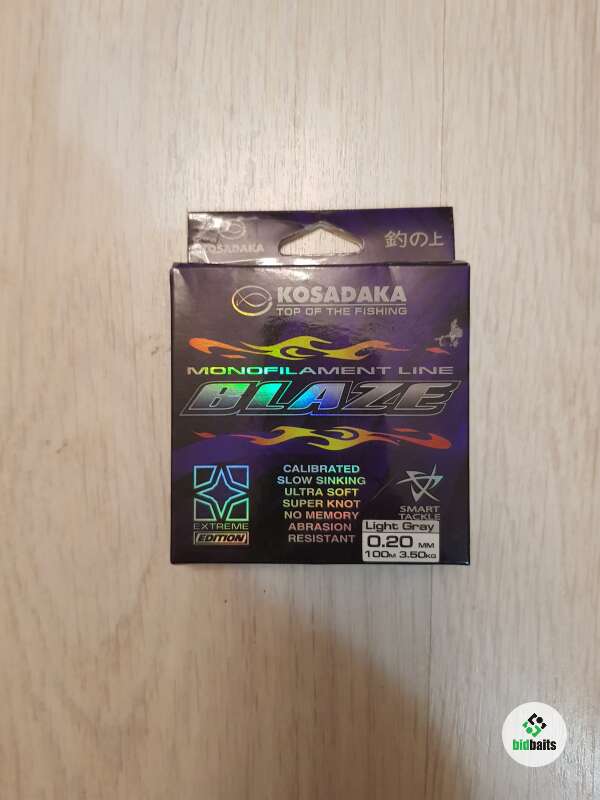 KOSADAKA
釣の上
KOSADAKA
TOP OF THE FISHING
MONOFILAMENT LINE
BLAZE
EXTREME
EDITION
CALIBRATED
SLOW SINKING
ULTRA SOFT
SUPER KNOT
NO MEMORY
ABRASION
RESISTANT
SMART
TACKLE
Light Gray
0.20 MM
100M 3.50KG
bidbaits